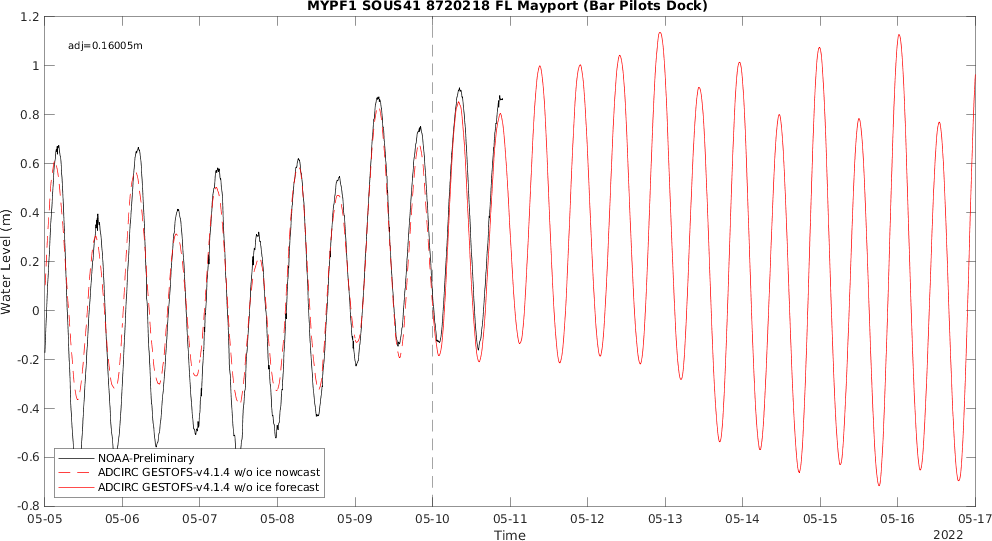 MYPF1 SOUS41 8720218 FL Mayport (Bar Pilots Dock)
1.2
1
0.8
0.6
0.4
0.2
0
-0.2
-0.4
-0.6
-0.8
Water Level (m)
adj=0.16005m
NOAA-Preliminary
ADCIRC GESTOFS-v4.1.4 w/o ice nowcast
ADCIRC GESTOFS-v4.1.4 w/o ice forecast
05-05 05-06 05-07 05-08 05-09 05-10 05-11 05-12 05-13 05-14 05-15 05-16 05-17
Time
2022